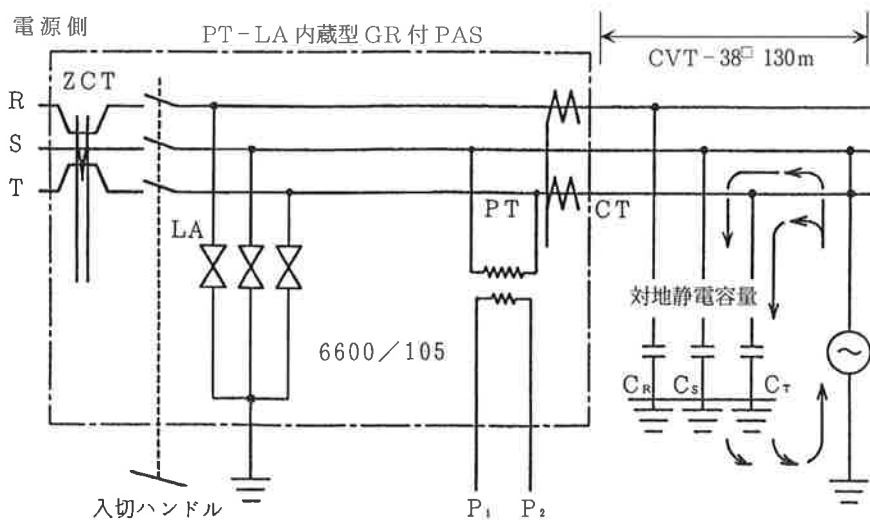 電源側
PT-LA内蔵型GR付PAS
CVT-38□ 130m
ZCT
R
S
T
LA
PT
CT
対地静電容量
6600/105
CR
CS
CT
入切ハンドル
P1
P2